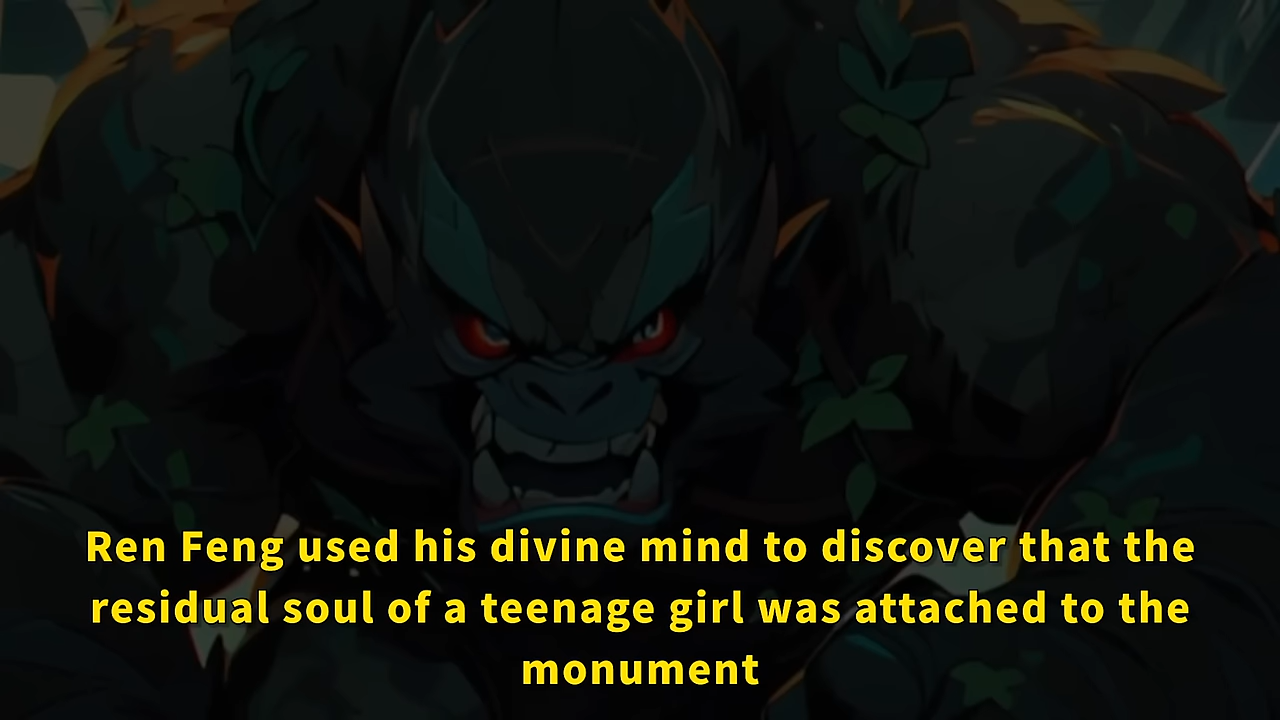 Ren Feng used his divine mind to discover that the
residual soul of a teenage girl was attached to the
monument